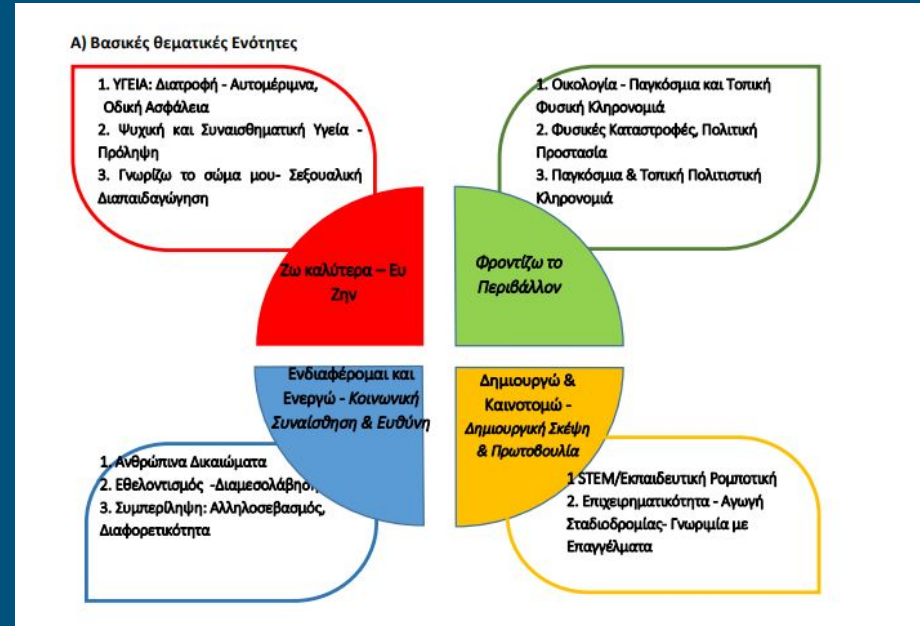 Α) Βασικές θεματικές Ενότητες
1. ΥΓΕΙΑ: Διατροφή - Αυτομέριμνα,
Οδική Ασφάλεια
2. Ψυχική και Συναισθηματική Υγεία -
Πρόληψη
3. Γνωρίζω το σώμα μου- Σεξουαλική
Διαπαιδαγώγηση
1. Οικολογία - Παγκόσμια και Τοπική
Φυσική Κληρονομιά
2. Φυσικές Καταστροφές, Πολιτική
Προστασία
3. Παγκόσμια & Τοπική Πολιτιστική
Κληρονομιά
Ζω καλύτερα – Ευ
Ζην
Φροντίζω το
Περιβάλλον
Ενδιαφέρομαι και
Ενεργώ - Κοινωνική
Συναίσθηση & Ευθύνη
Δημιουργώ &
Καινοτομώ -
Δημιουργική Σκέψη
& Πρωτοβουλία
1. Ανθρώπινα Δικαιώματα
2. Εθελοντισμός -Διαμεσολάβηση
3. Συμπερίληψη: Αλληλοσεβασμός,
Διαφορετικότητα
1 STEM/Εκπαιδευτική Ρομποτική
2. Επιχειρηματικότητα - Αγωγή
Σταδιοδρομίας- Γνωριμία με
Επαγγέλματα